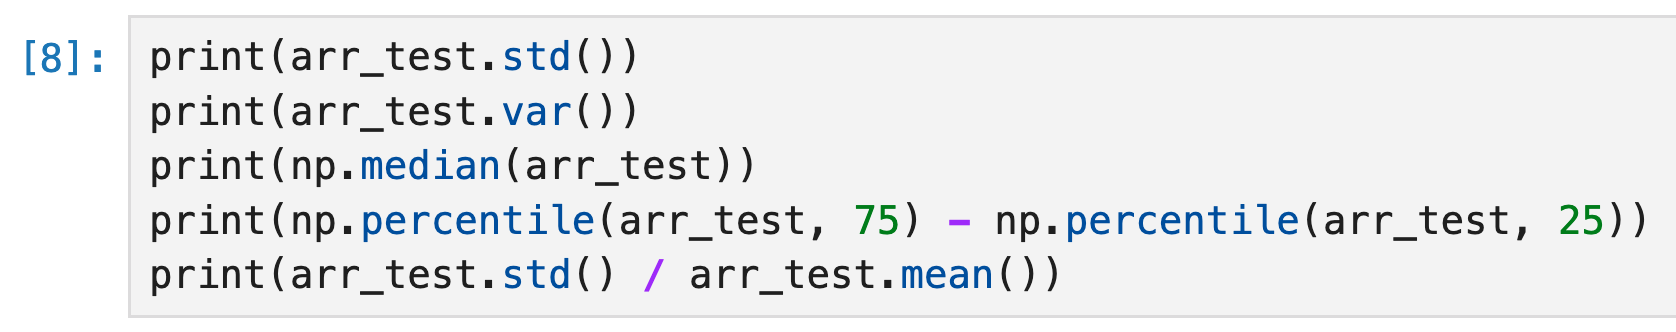 [8]: print(arr_test.std())
print(arr_test.var())
print(np.median(arr_test))
print(np.percentile(arr_test, 75) - np.percentile(arr_test, 25))
print(arr_test.std() / arr_test.mean())